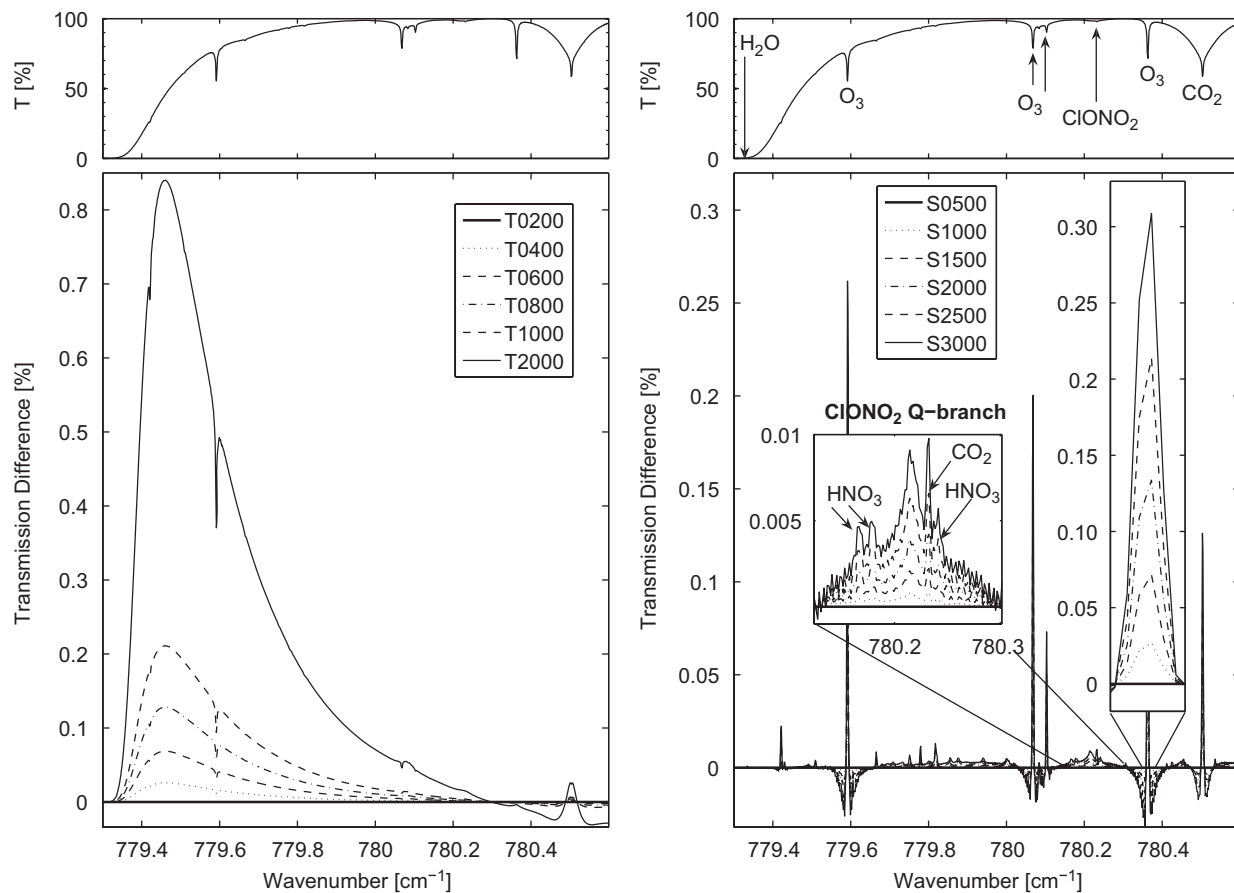 100
50
0
T [%]
100
50
0
T [%]
H₂O
O₃
O₃
ClONO₂
O₃
CO₂
0.8
0.7
0.6
0.5
0.4
0.3
0.2
0.1
0
Transmission Difference [%]
T0200
T0400
T0600
T0800
T1000
T2000
779.4
779.6
779.8
780
780.2
780.4
Wavenumber [cm⁻¹]
0.3
0.25
0.2
0.15
0.1
0.05
0
Transmission Difference [%]
S0500
S1000
S1500
S2000
S2500
S3000
ClONO₂ Q−branch
0.01
0.005
HNO₃
CO₂
HNO₃
780.2
780.3
0.30
0.25
0.20
0.15
0.10
0.05
0
779.4
779.6
779.8
780
780.2
780.4
Wavenumber [cm⁻¹]